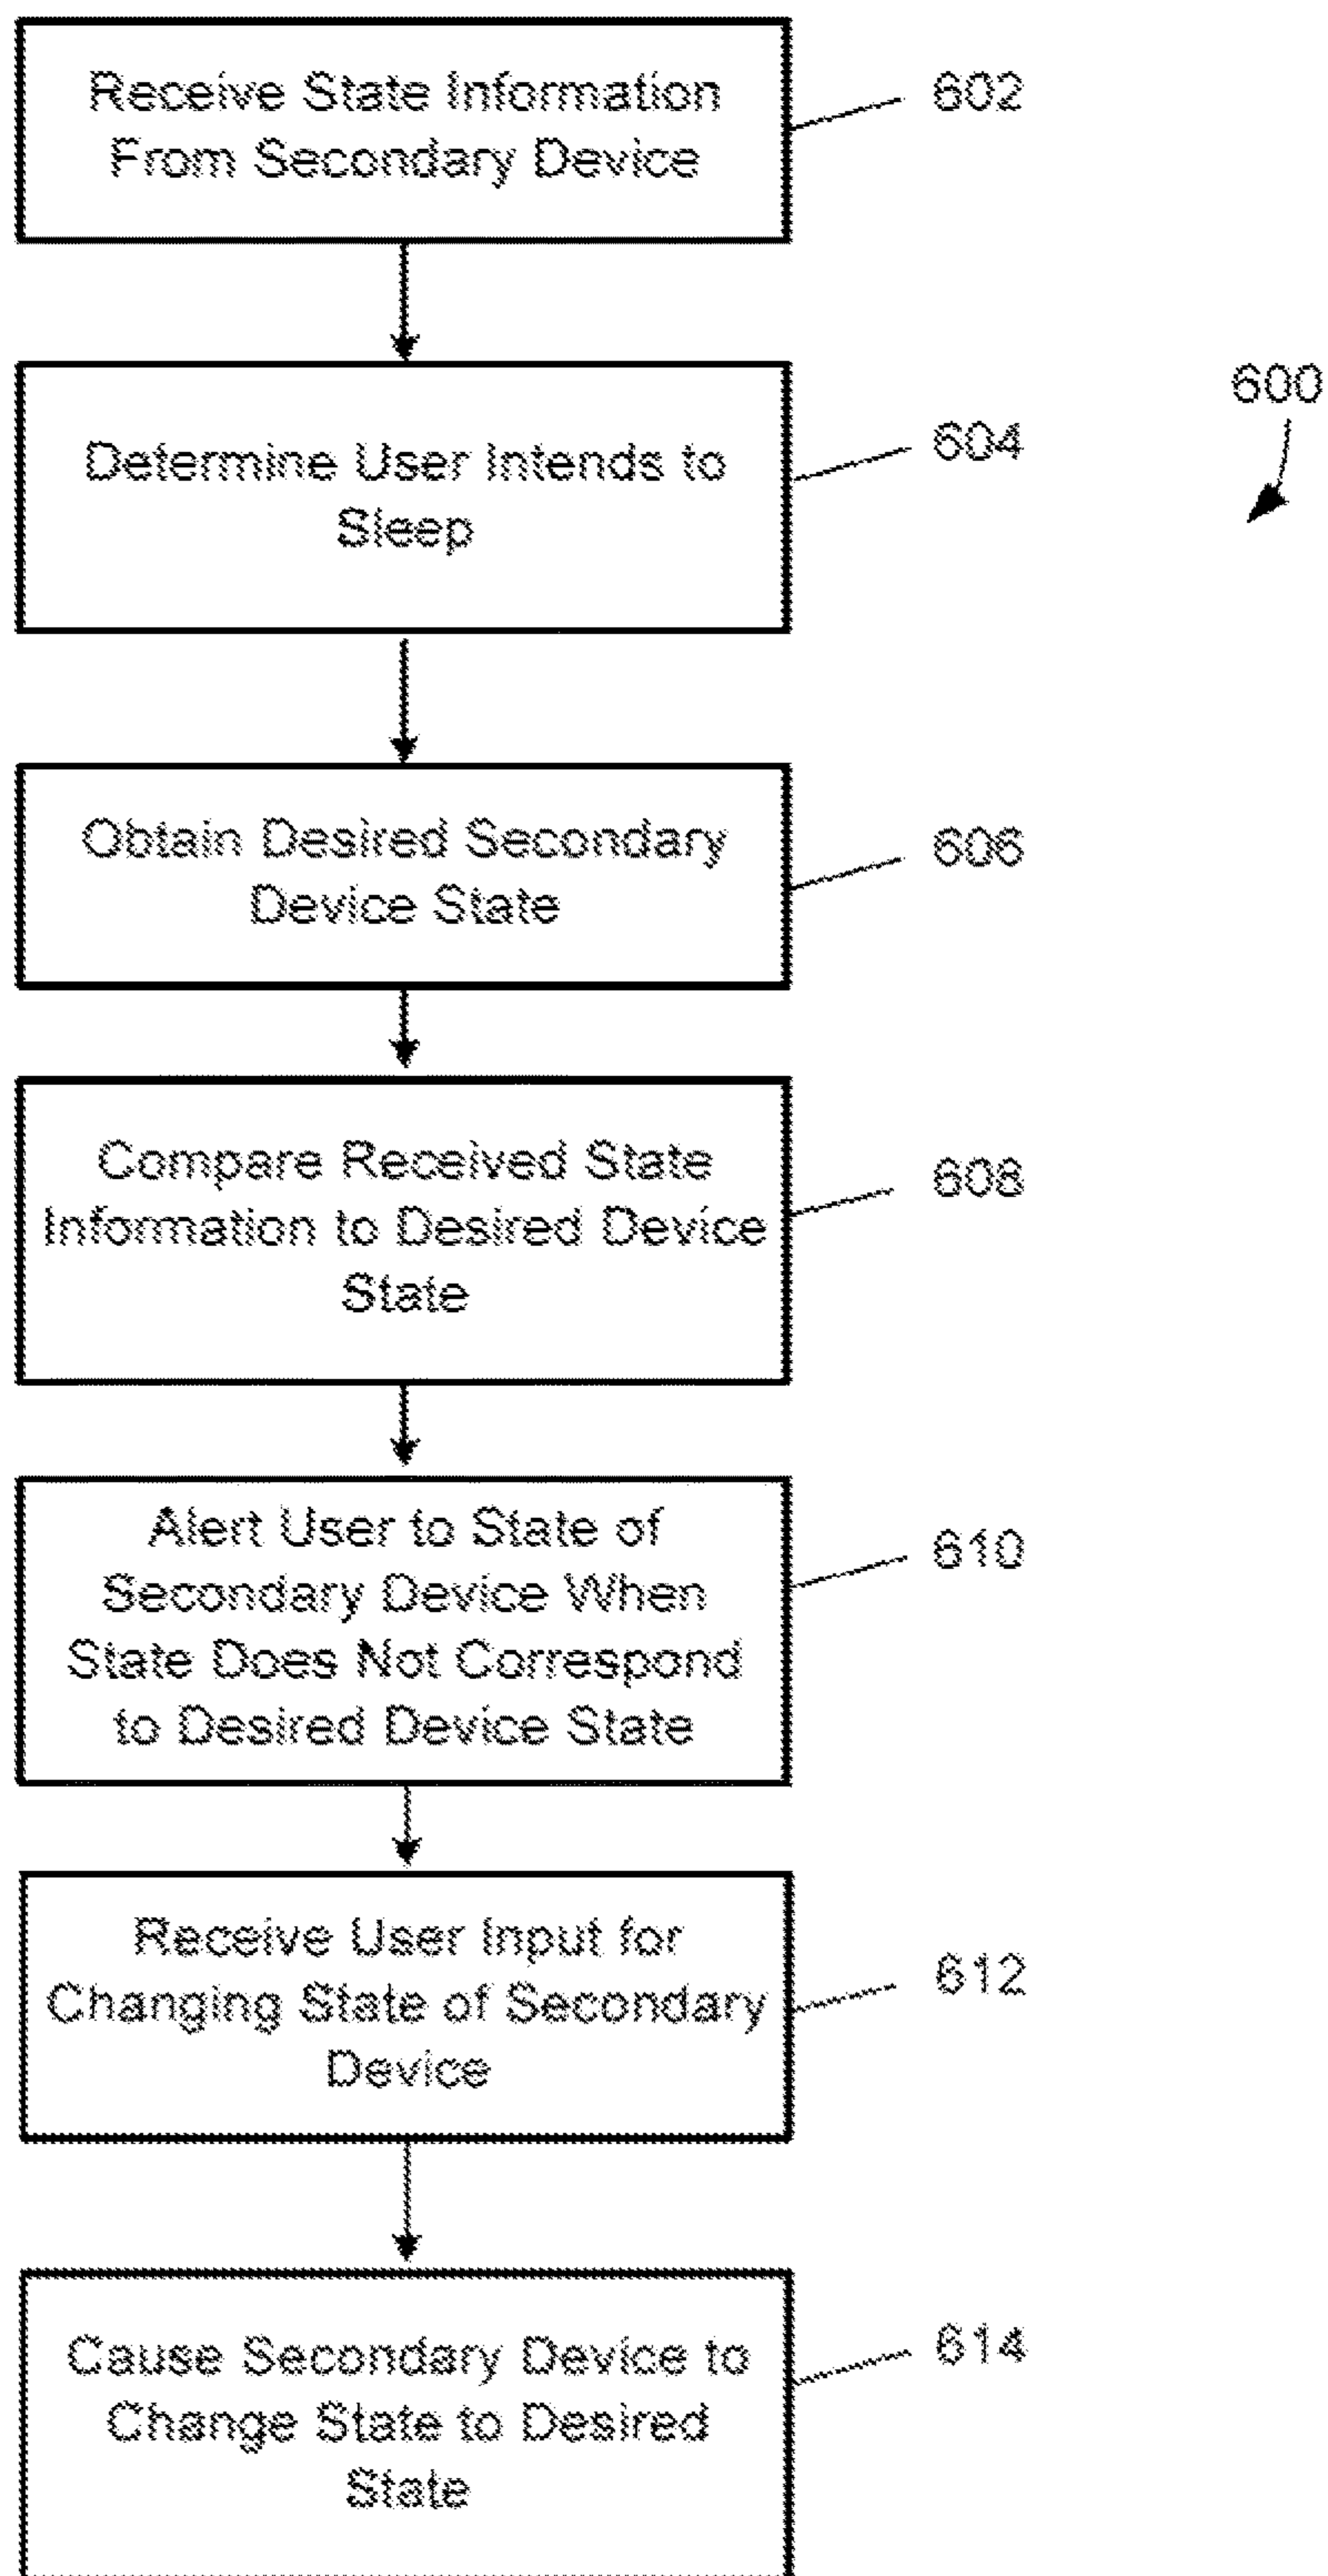 Receive State Information
From Secondary Device
602
Determine User Intends to
Sleep
604
600
Obtain Desired Secondary
Device State
606
Compare Received State
Information to Desired Device
State
608
Alert User to State of
Secondary Device When
State Does Not Correspond
to Desired Device State
610
Receive User Input for
Changing State of Secondary
Device
612
Cause Secondary Device to
Change State to Desired
State
614